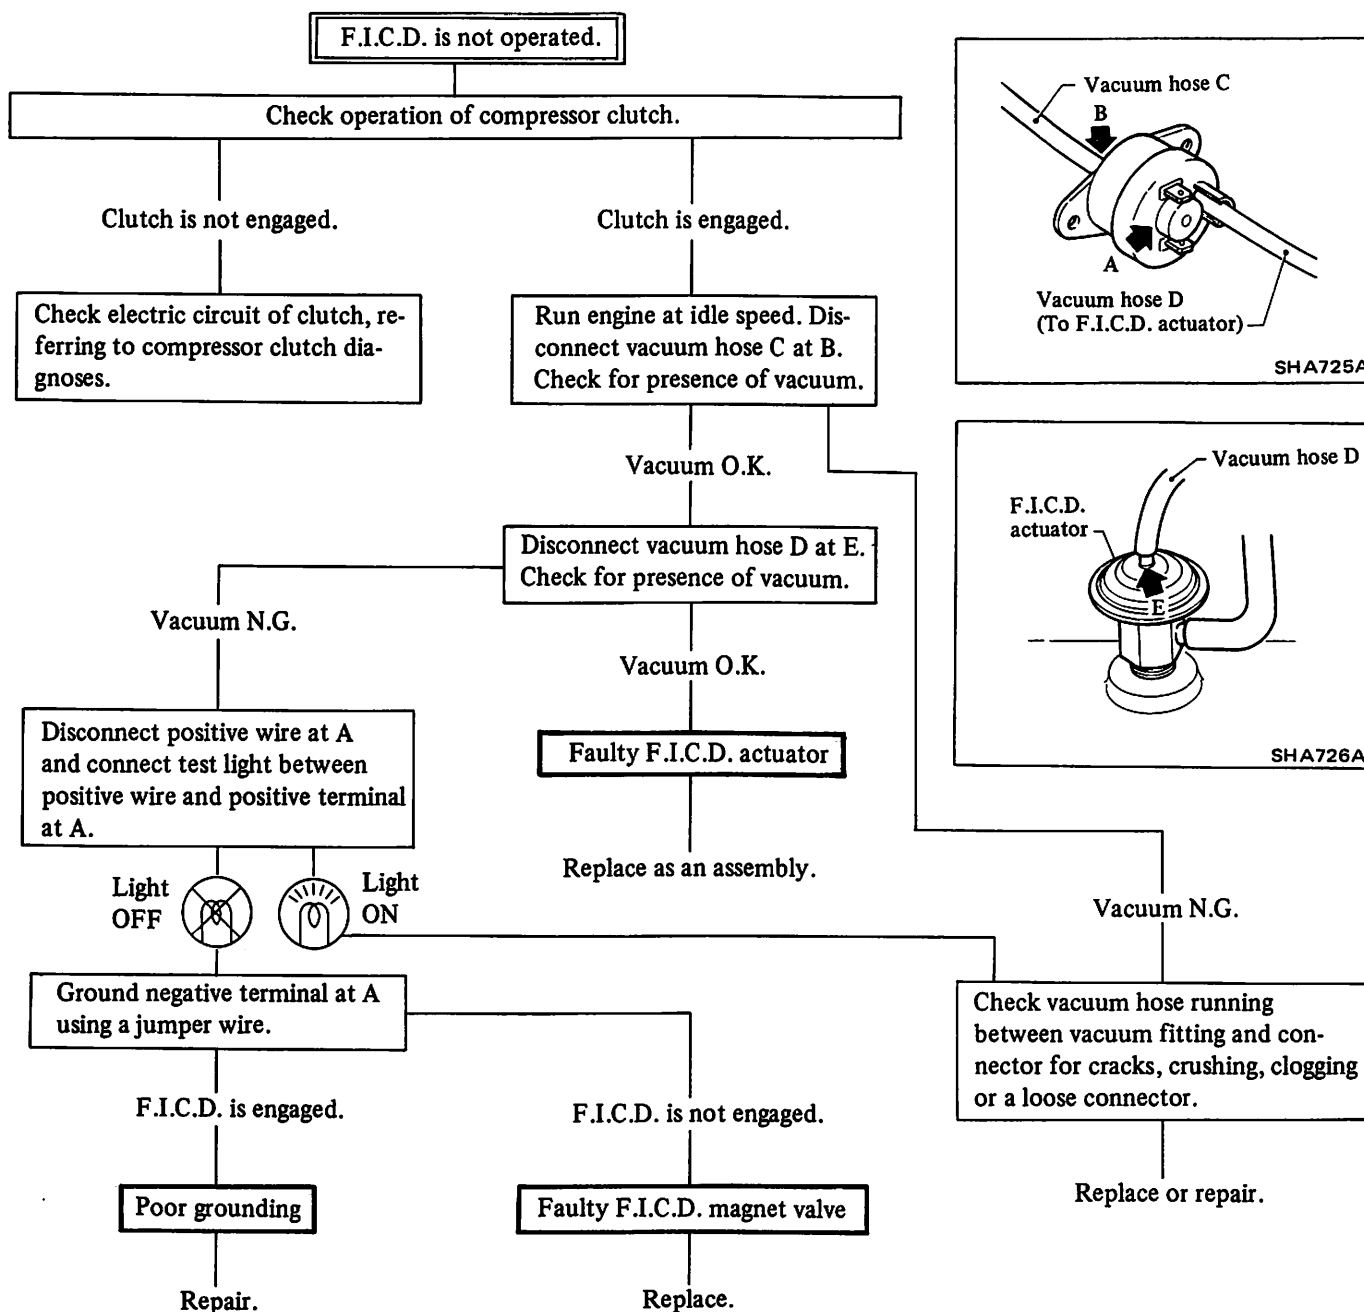 F.I.C.D. is not operated.
Check operation of compressor clutch.
Clutch is not engaged.
Clutch is engaged.
Check electric circuit of clutch, re-
ferring to compressor clutch dia-
gnoses.
Run engine at idle speed. Dis-
connect vacuum hose C at B.
Check for presence of vacuum.
Vacuum O.K.
Disconnect vacuum hose D at E.
Check for presence of vacuum.
Vacuum N.G.
Vacuum O.K.
Disconnect positive wire at A
and connect test light between
positive wire and positive terminal
at A.
Faulty F.I.C.D. actuator
Replace as an assembly.
Light
OFF
Light
ON
Vacuum N.G.
Ground negative terminal at A
using a jumper wire.
Check vacuum hose running
between vacuum fitting and con-
nector for cracks, crushing, clogging
or a loose connector.
F.I.C.D. is engaged.
F.I.C.D. is not engaged.
Poor grounding
Faulty F.I.C.D. magnet valve
Replace or repair.
Repair.
Replace.
Vacuum hose C
B
A
Vacuum hose D
(To F.I.C.D. actuator)
SHA725A
Vacuum hose D
F.I.C.D.
actuator
E
SHA726A